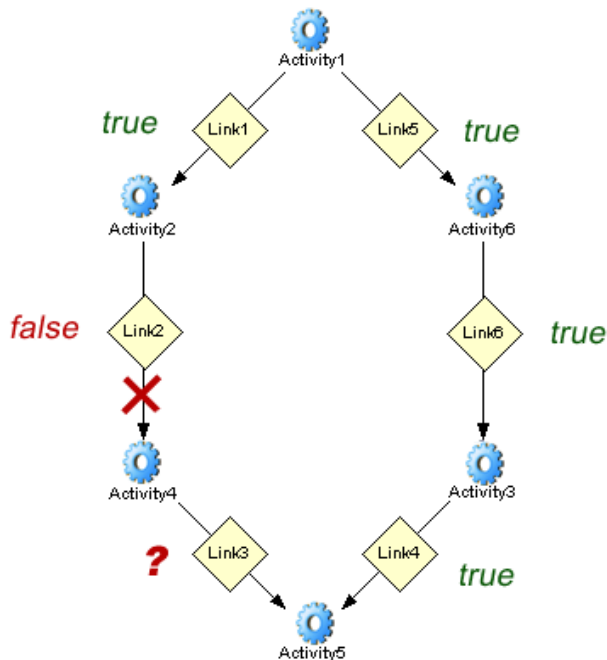 Activity1
true
Link1
Link5
true
Activity2
Activity6
false
Link2
Link6
true
Activity4
Activity3
?
Link3
Link4
true
Activity5